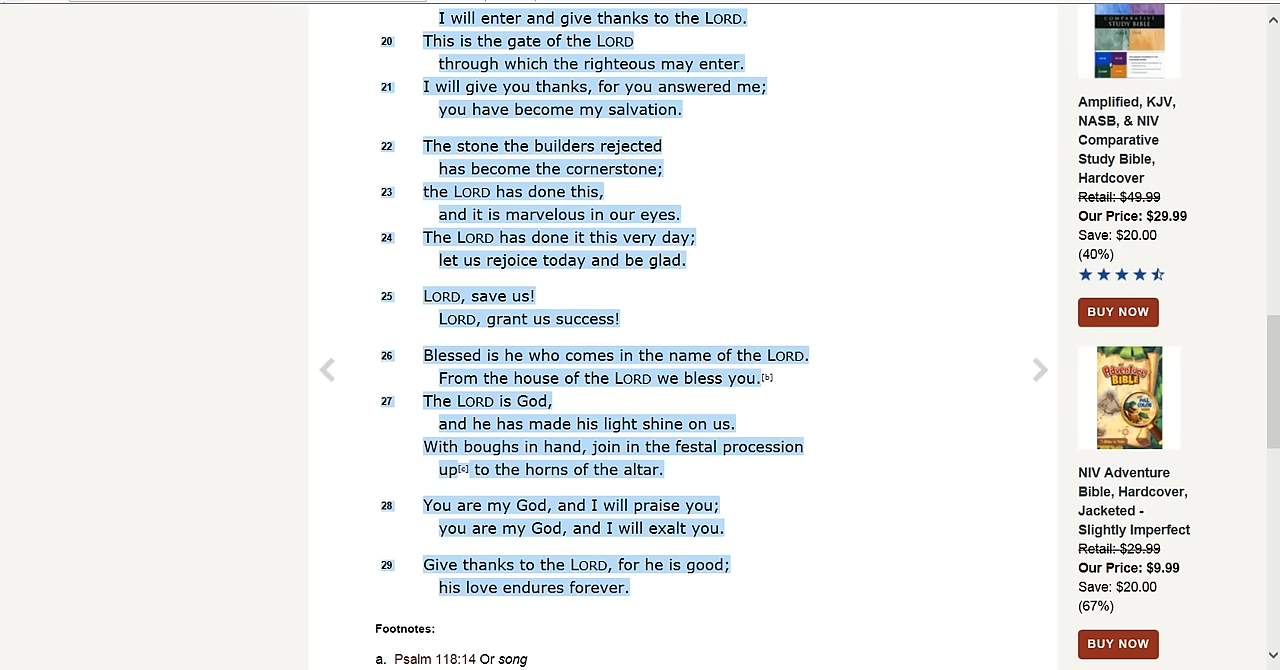 I will enter and give thanks to the LORD.
20 This is the gate of the LORD
through which the righteous may enter.
21 I will give you thanks, for you answered me;
you have become my salvation.
22 The stone the builders rejected
has become the cornerstone;
23 the LORD has done this,
and it is marvelous in our eyes.
24 The LORD has done it this very day;
let us rejoice today and be glad.
25 LORD, save us!
LORD, grant us success!
26 Blessed is he who comes in the name of the LORD.
From the house of the LORD we bless you.[b]
27 The LORD is God,
and he has made his light shine on us.
With boughs in hand, join in the festal procession
up[c] to the horns of the altar.
28 You are my God, and I will praise you;
you are my God, and I will exalt you.
29 Give thanks to the LORD, for he is good;
his love endures forever.
Footnotes:
a. Psalm 118:14 Or song
COMPARATIVE
STUDY BIBLE
Amplified, KJV,
NASB, & NIV
Comparative
Study Bible,
Hardcover
Retail: $49.99
Our Price: $29.99
Save: $20.00
(40%)
BUY NOW
Adventure
BIBLE
NIV Adventure
Bible, Hardcover,
Jacketed -
Slightly Imperfect
Retail: $29.99
Our Price: $9.99
Save: $20.00
(67%)
BUY NOW